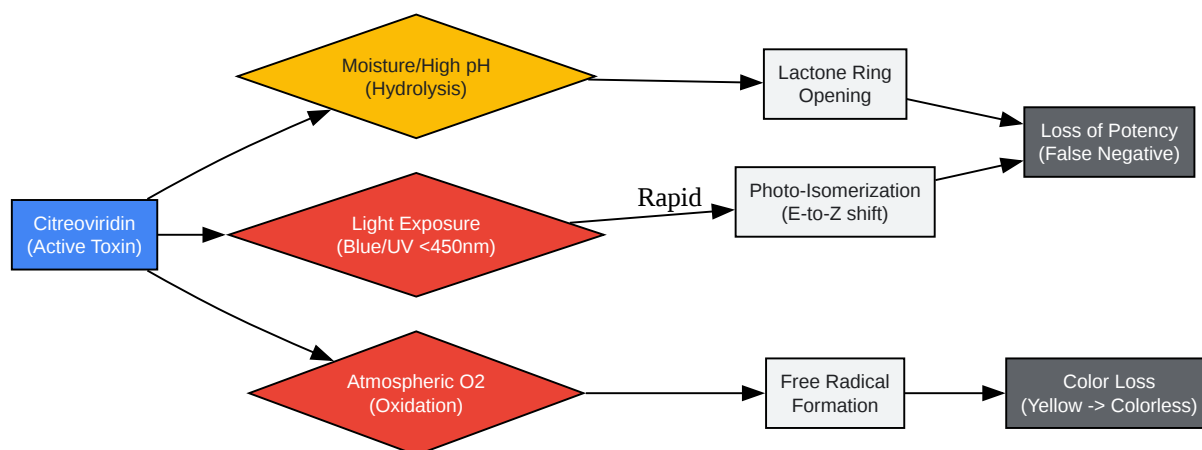 Moisture/High pH
(Hydrolysis)
Lactone Ring
Opening
Loss of Potency
(False Negative)
Citreoviridin
(Active Toxin)
Light Exposure
(Blue/UV <450nm)
Rapid
Photo-Isomerization
(E-to-Z shift)
Atmospheric O2
(Oxidation)
Free Radical
Formation
Color Loss
(Yellow -> Colorless)